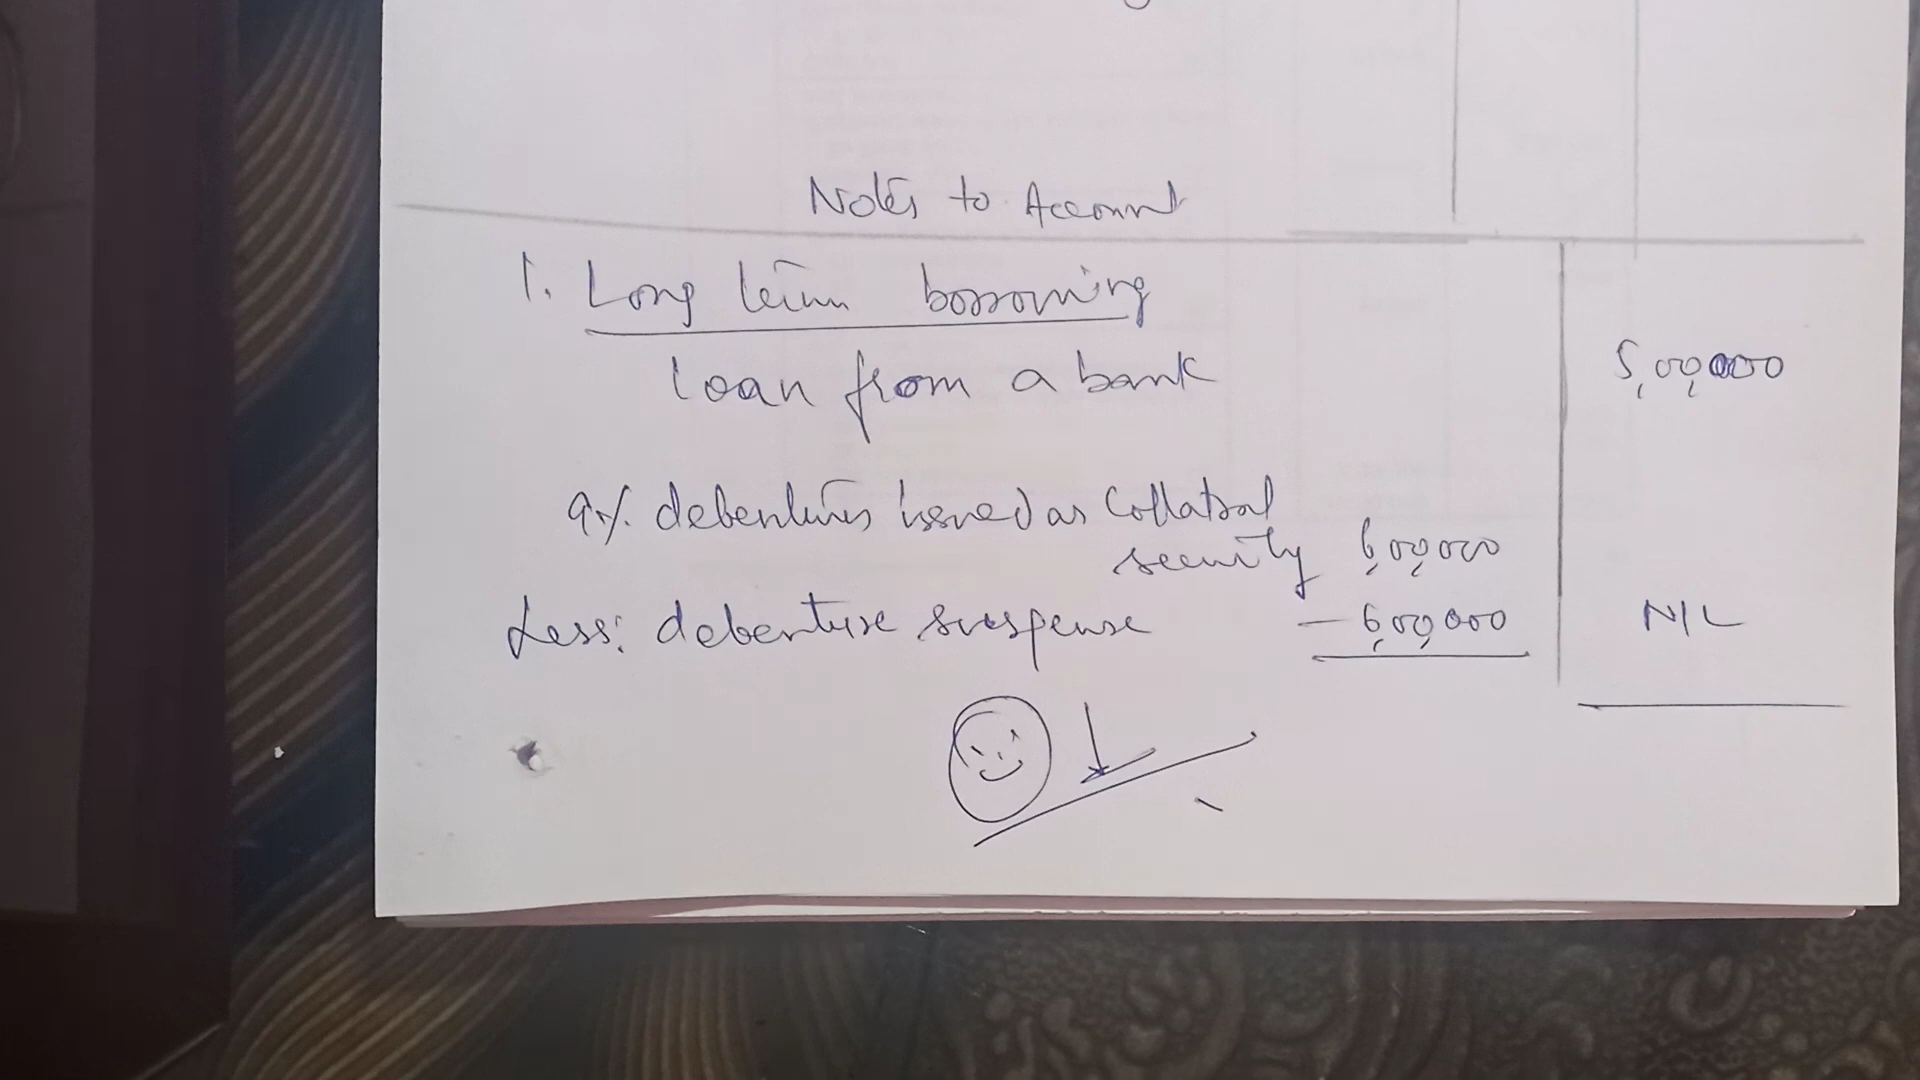 Notes to Account
1. Long term borrowing
loan from a bank 5,00,000
9% debentures issued as Collatral
security 6,00,000
Less: debenture suspense — 6,00,000 NIL